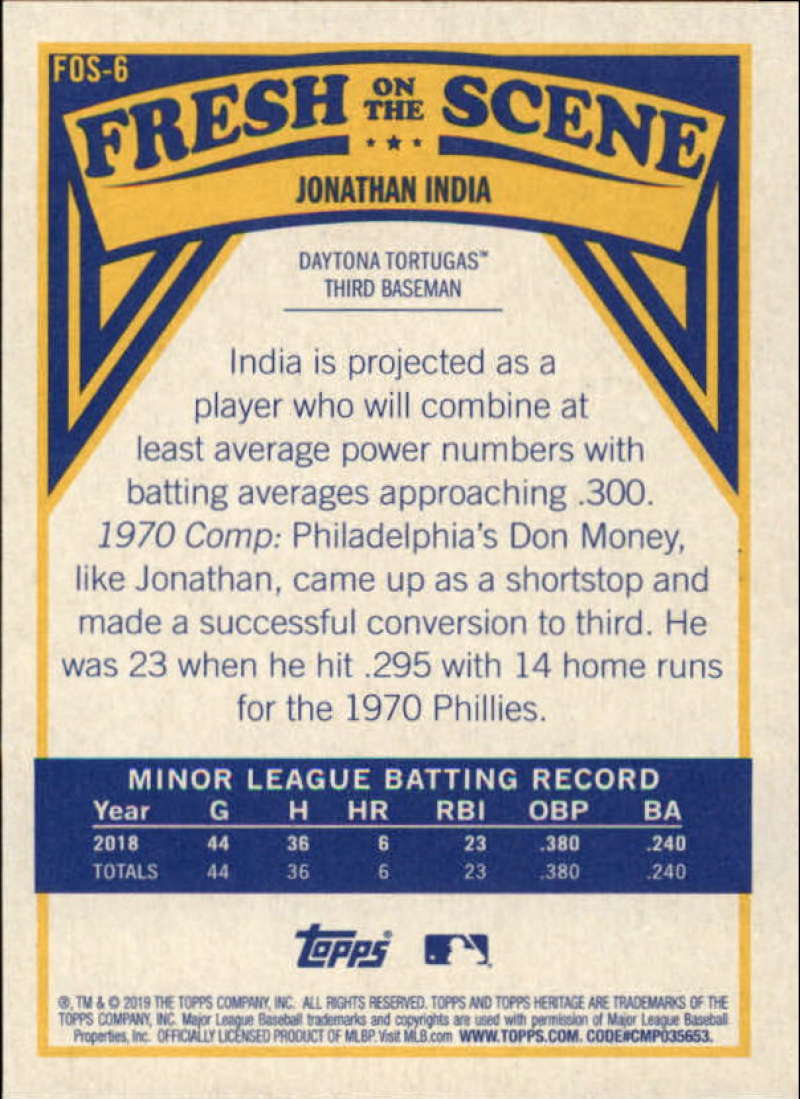 FOS-6
FRESH ON THE SCENE
JONATHAN INDIA
DAYTONA TORTUGAS™
THIRD BASEMAN
India is projected as a
player who will combine at
least average power numbers with
batting averages approaching .300.
1970 Comp: Philadelphia's Don Money,
like Jonathan, came up as a shortstop and
made a successful conversion to third. He
was 23 when he hit .295 with 14 home runs
for the 1970 Phillies.
MINOR LEAGUE BATTING RECORD
Year G H HR RBI OBP BA
2018 44 36 6 23 .380 .240
TOTALS 44 36 6 23 .380 .240
Topps®
®, TM & © 2019 THE TOPPS COMPANY, INC. ALL RIGHTS RESERVED. TOPPS AND TOPPS HERITAGE ARE TRADEMARKS OF THE
TOPPS COMPANY, INC. Major League Baseball trademarks and copyrights are used with permission of Major League Baseball
Properties, Inc. OFFICIALLY LICENSED PRODUCT OF MLBP. Visit MLB.com WWW.TOPPS.COM. CODE#CMP035653.